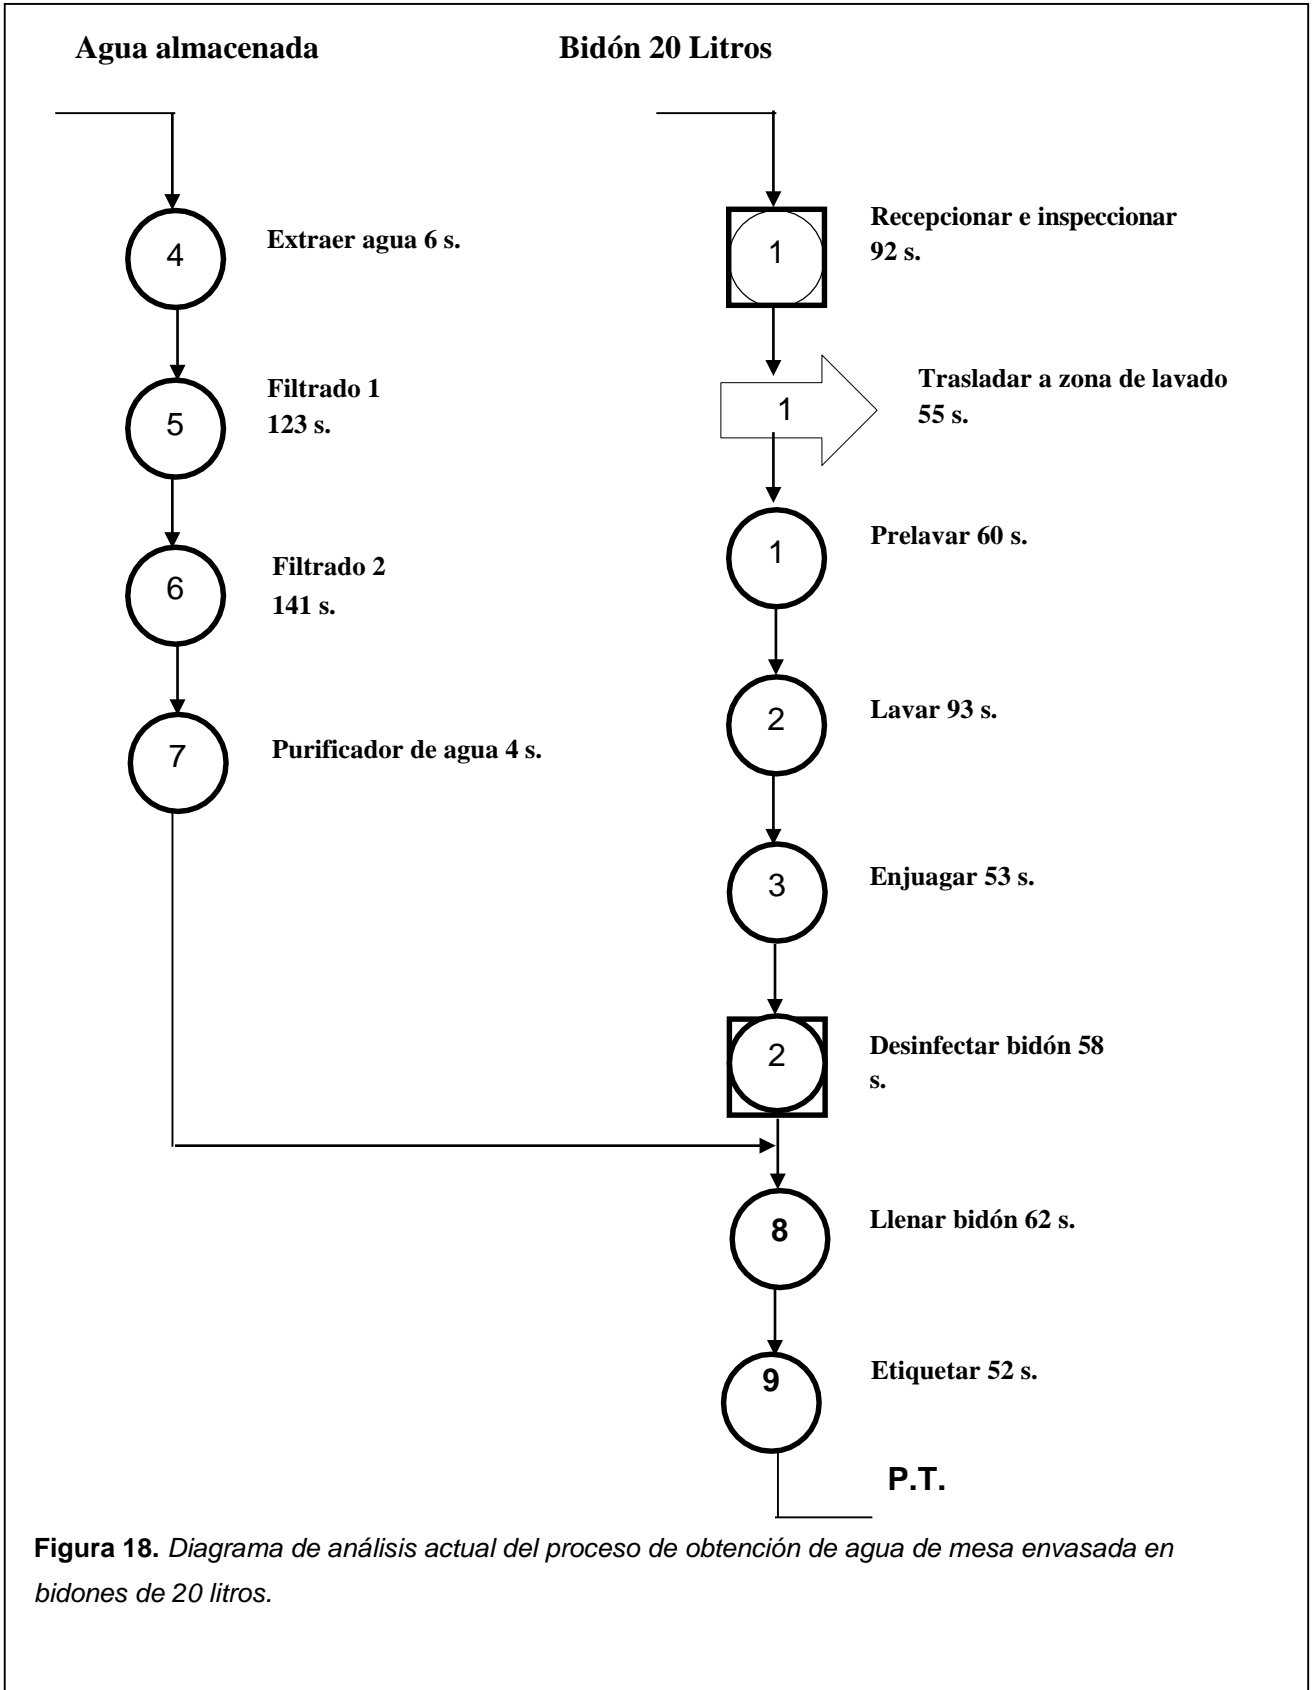 Agua almacenada
Bidón 20 Litros
4
Extraer agua 6 s.
5
Filtrado 1
123 s.
6
Filtrado 2
141 s.
7
Purificador de agua 4 s.
1
Recepcionar e inspeccionar
92 s.
1
Trasladar a zona de lavado
55 s.
1
Prelavar 60 s.
2
Lavar 93 s.
3
Enjuagar 53 s.
2
Desinfectar bidón 58
s.
8
Llenar bidón 62 s.
9
Etiquetar 52 s.
P.T.
Figura 18. Diagrama de análisis actual del proceso de obtención de agua de mesa envasada en
bidones de 20 litros.